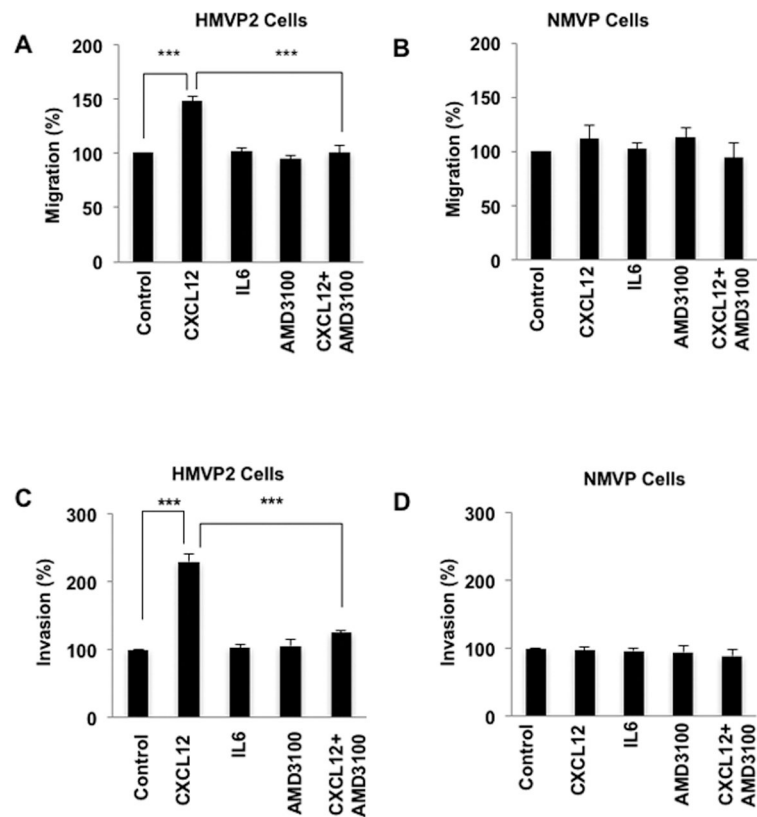 HMVP2 Cells
A
***
***
200
150
100
50
0
Migration (%)
Control
CXCL12
IL6
AMD3100
CXCL12+
AMD3100
NMVP Cells
B
200
150
100
50
0
Migration (%)
Control
CXCL12
IL6
AMD3100
CXCL12+
AMD3100
HMVP2 Cells
C
***
***
300
200
100
0
Invasion (%)
Control
CXCL12
IL6
AMD3100
CXCL12+
AMD3100
NMVP Cells
D
300
200
100
0
Invasion (%)
Control
CXCL12
IL6
AMD3100
CXCL12+
AMD3100